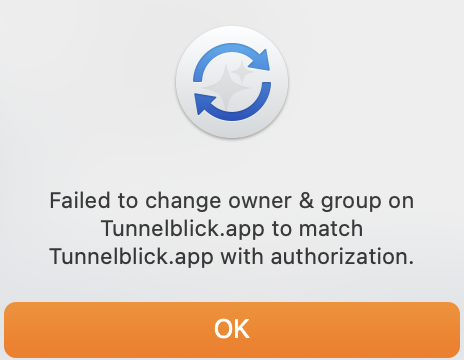 Failed to change owner & group on
Tunnelblick.app to match
Tunnelblick.app with authorization.
OK